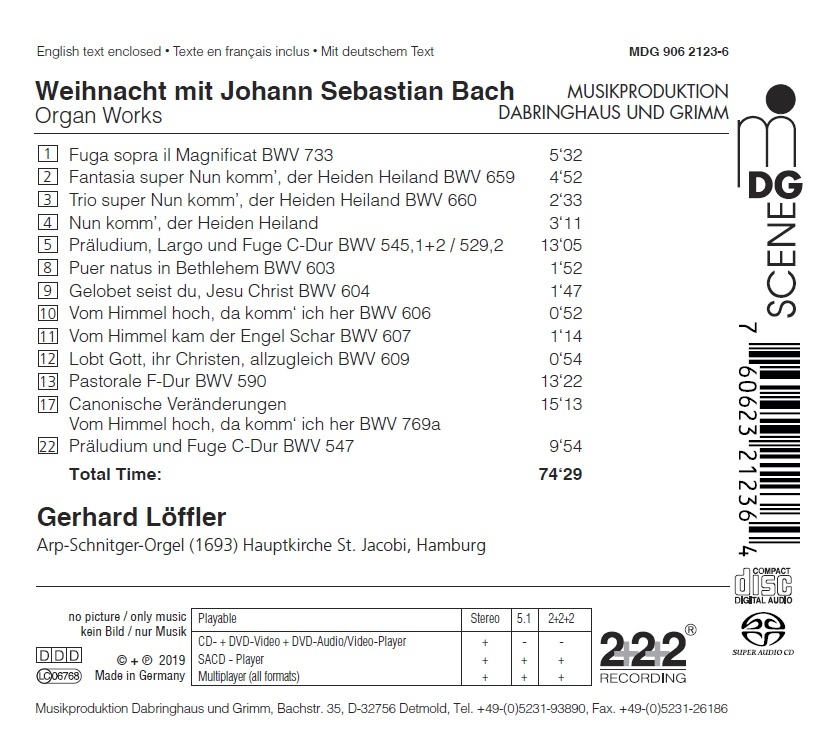 English text enclosed • Texte en français inclus • Mit deutschem Text
MDG 906 2123-6
Weihnacht mit Johann Sebastian Bach
Organ Works
MUSIKPRODUKTION
DABRINGHAUS UND GRIMM
mDG
SCENE
1 Fuga sopra il Magnificat BWV 733 5‘32
2 Fantasia super Nun komm’, der Heiden Heiland BWV 659 4‘52
3 Trio super Nun komm’, der Heiden Heiland BWV 660 2‘33
4 Nun komm’, der Heiden Heiland 3‘11
5 Präludium, Largo und Fuge C-Dur BWV 545,1+2 / 529,2 13‘05
8 Puer natus in Bethlehem BWV 603 1‘52
9 Gelobet seist du, Jesu Christ BWV 604 1‘47
10 Vom Himmel hoch, da komm‘ ich her BWV 606 0‘52
11 Vom Himmel kam der Engel Schar BWV 607 1‘14
12 Lobt Gott, ihr Christen, allzugleich BWV 609 0‘54
13 Pastorale F-Dur BWV 590 13‘22
17 Canonische Veränderungen 15‘13
Vom Himmel hoch, da komm‘ ich her BWV 769a
22 Präludium und Fuge C-Dur BWV 547 9‘54
Total Time: 74‘29
7 60623 21236 4
Gerhard Löffler
Arp-Schnitger-Orgel (1693) Hauptkirche St. Jacobi, Hamburg
COMPACT
disc
DIGITAL AUDIO
SUPER AUDIO CD
no picture / only music
kein Bild / nur Musik
DDD
LC06768
© + ℗ 2019
Made in Germany
Playable Stereo 5.1 2+2+2
CD- + DVD-Video + DVD-Audio/Video-Player + - -
SACD - Player + + +
Multiplayer (all formats) + + +
2+2+2®
RECORDING
Musikproduktion Dabringhaus und Grimm, Bachstr. 35, D-32756 Detmold, Tel. +49-(0)5231-93890, Fax. +49-(0)5231-26186